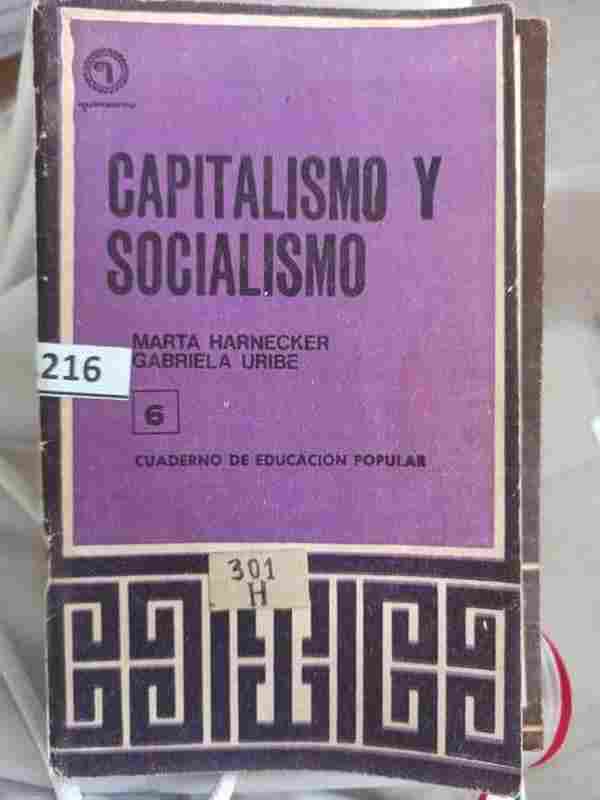 CAPITALISMO Y
SOCIALISMO
MARTA HARNECKER
GABRIELA URIBE
216
6
CUADERNO DE EDUCACION POPULAR
301
H